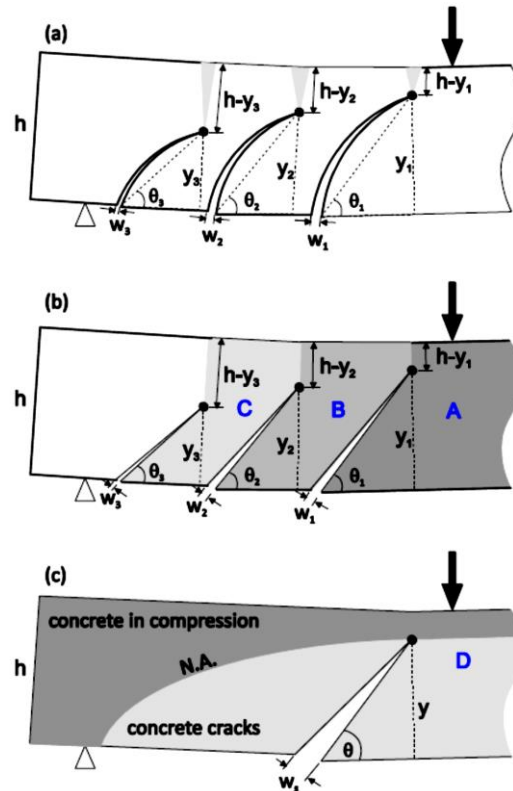 (a)
h
h-y₃
h-y₂
h-y₁
y₃
y₂
y₁
θ₃
θ₂
θ₁
w₃
w₂
w₁
(b)
h
h-y₃
h-y₂
h-y₁
C
B
A
y₃
y₂
y₁
θ₃
θ₂
θ₁
w₃
w₂
w₁
(c)
concrete in compression
h
N.A.
D
concrete cracks
y
θ
wₛ